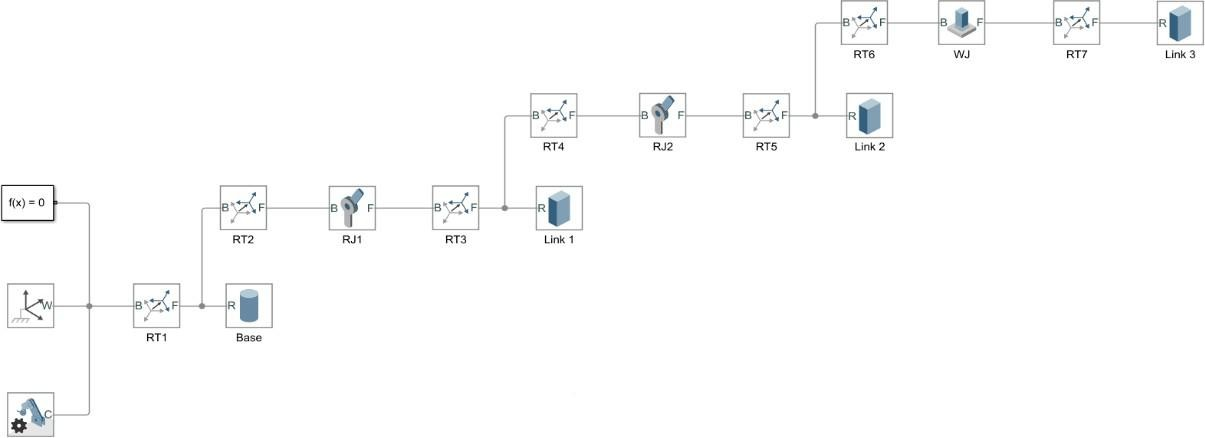 B F B F B F R
RT6 WJ RT7 Link 3
B F B F B F R
RT4 RJ2 RT5 Link 2
f(x) = 0
B F B F B F R
RT2 RJ1 RT3 Link 1
W B F R
RT1 Base
C